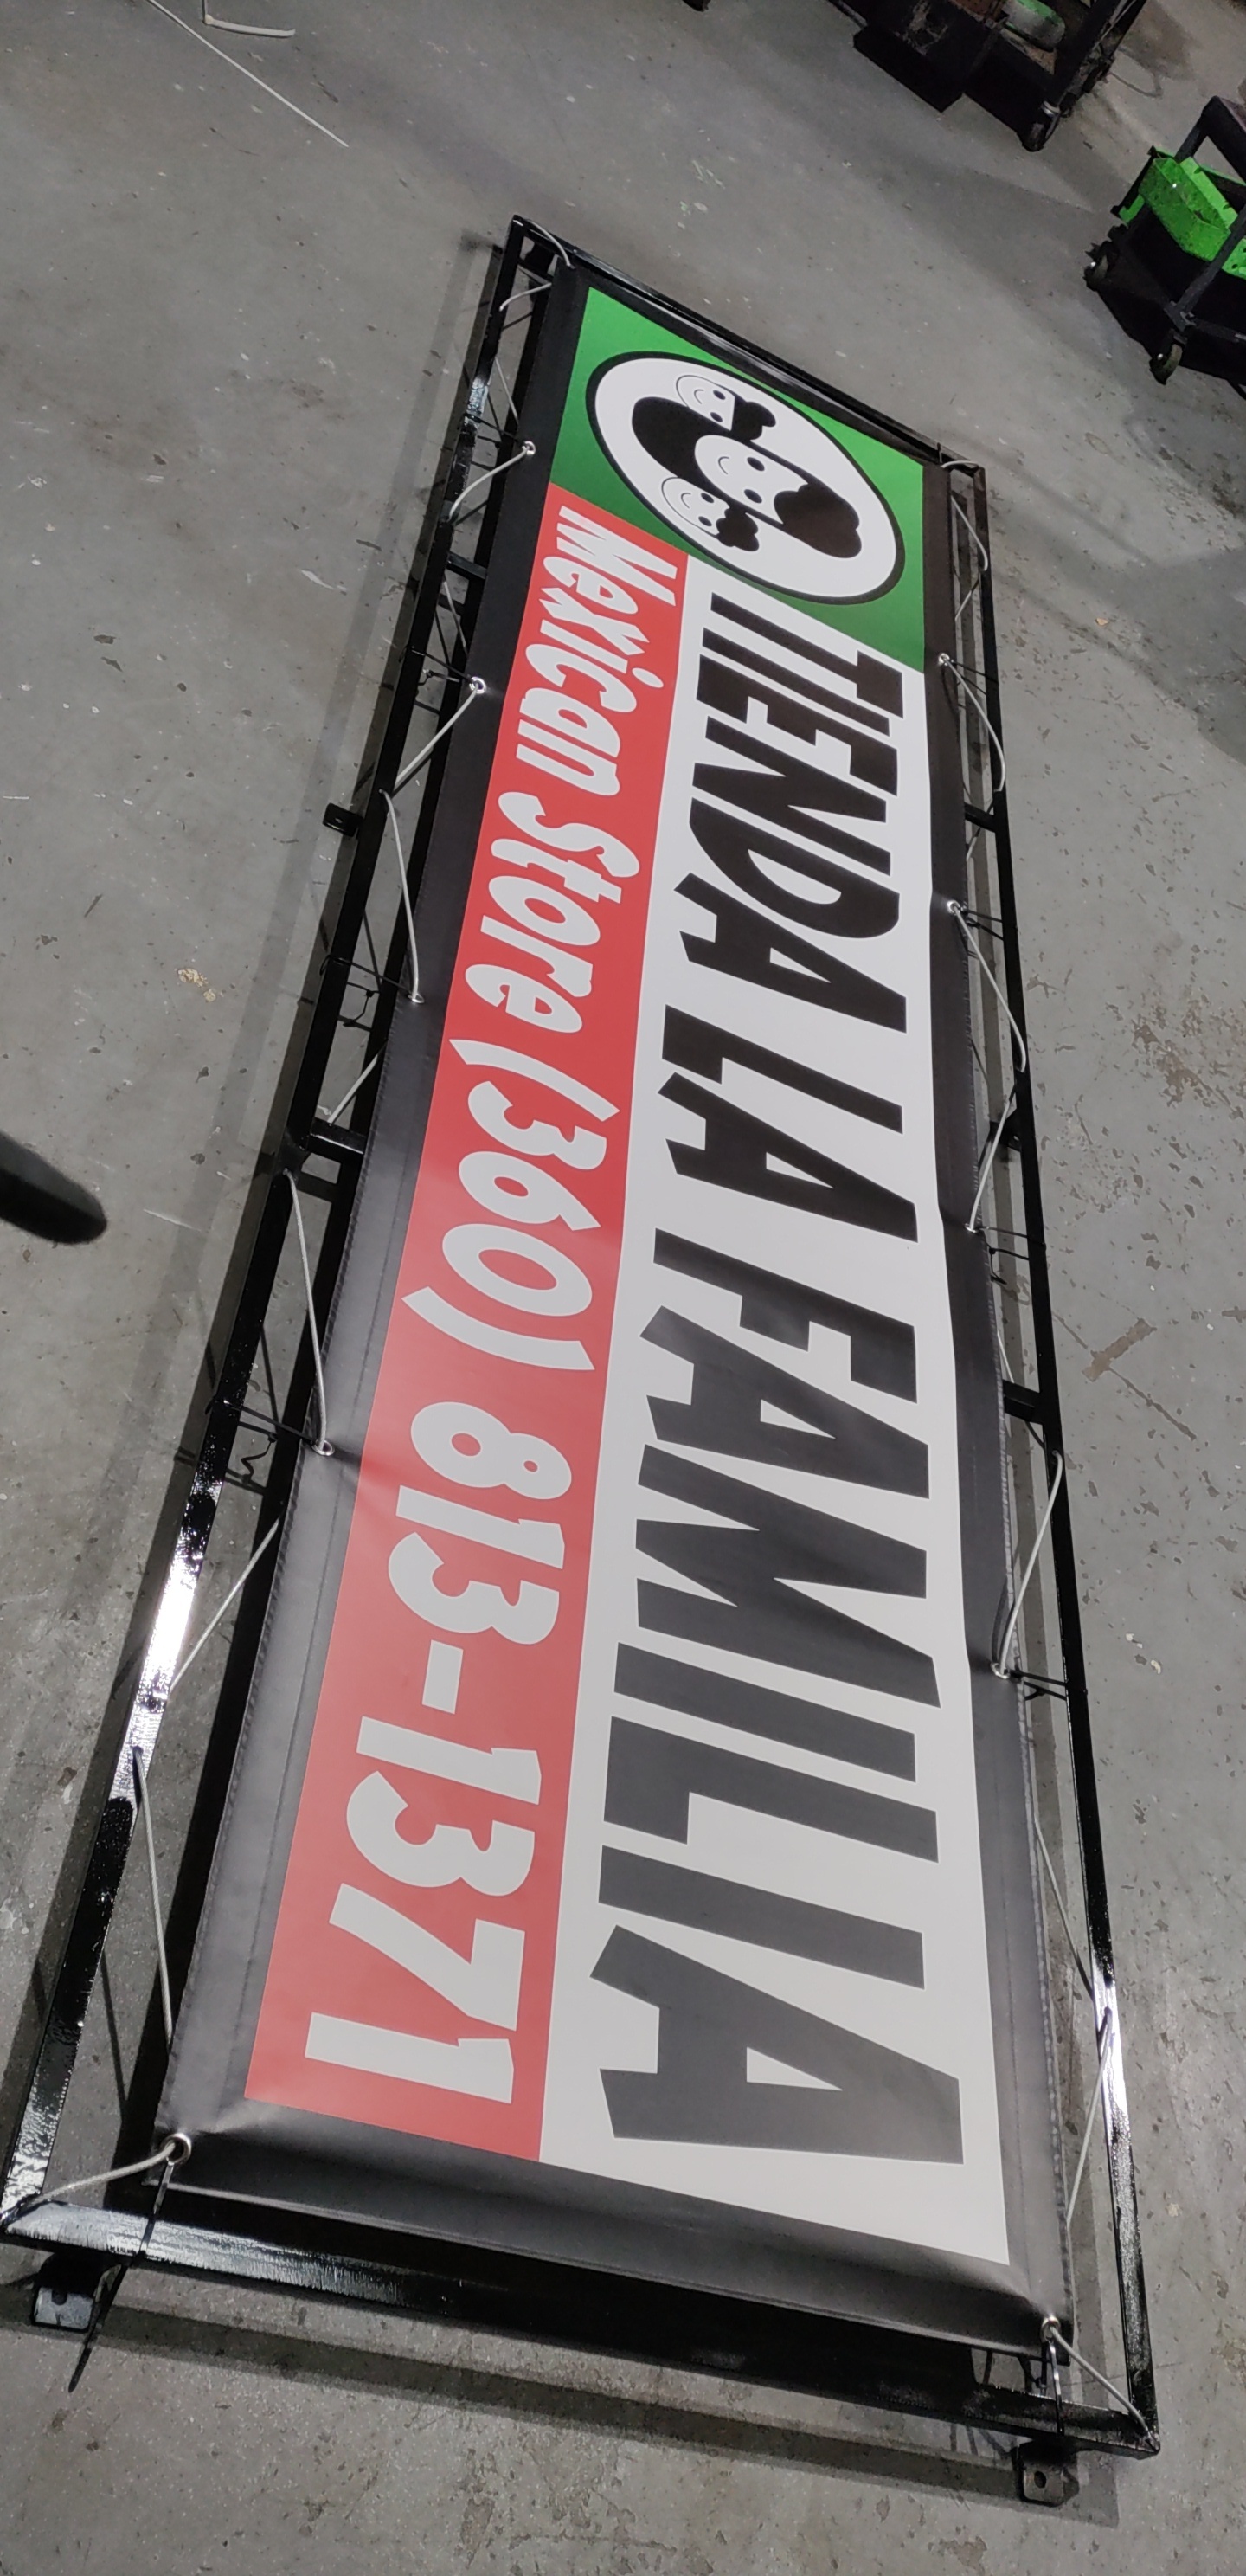 TIENDA LA FAMILIA
Mexican Store (360) 813-1371